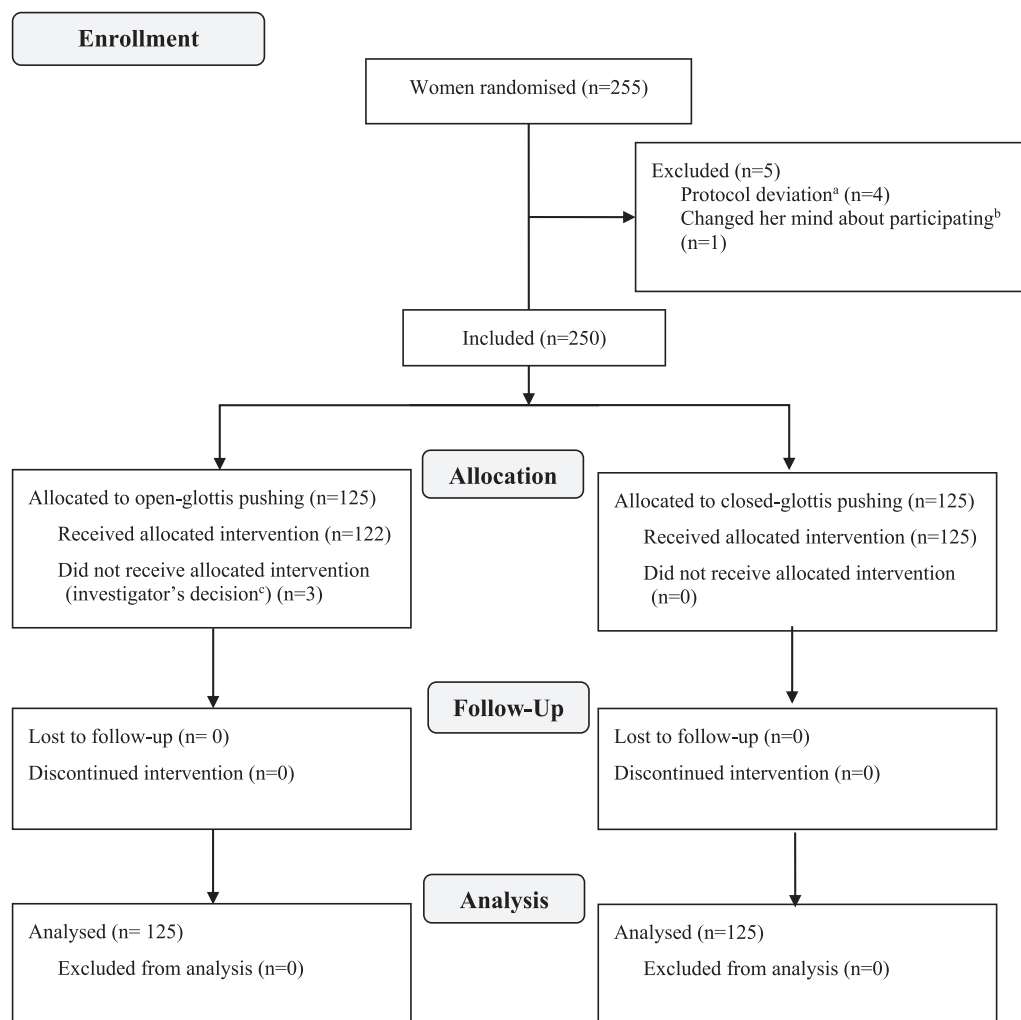 Enrollment
Women randomised (n=255)
Excluded (n=5)
Protocol deviationᵃ (n=4)
Changed her mind about participatingᵇ
(n=1)
Included (n=250)
Allocation
Allocated to open-glottis pushing (n=125)
Received allocated intervention (n=122)
Did not receive allocated intervention
(investigator’s decisionᶜ) (n=3)
Allocated to closed-glottis pushing (n=125)
Received allocated intervention (n=125)
Did not receive allocated intervention
(n=0)
Follow-Up
Lost to follow-up (n= 0)
Discontinued intervention (n=0)
Lost to follow-up (n=0)
Discontinued intervention (n=0)
Analysis
Analysed (n= 125)
Excluded from analysis (n=0)
Analysed (n=125)
Excluded from analysis (n=0)